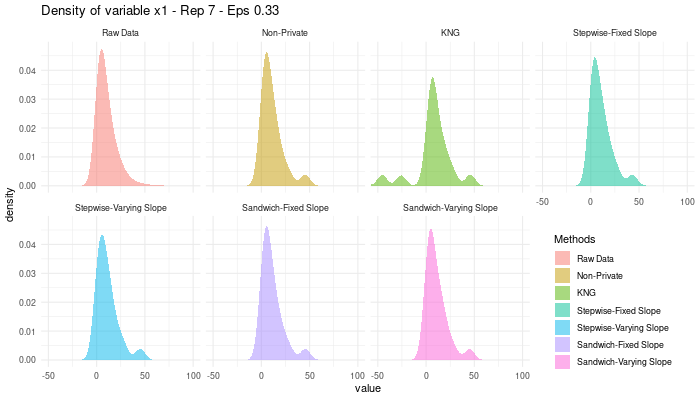 Density of variable x1 - Rep 7 - Eps 0.33
Raw Data
Non-Private
KNG
Stepwise-Fixed Slope
0.04
0.03
0.02
0.01
0.00
-50 0 50 100
Stepwise-Varying Slope
Sandwich-Fixed Slope
Sandwich-Varying Slope
0.04
0.03
0.02
0.01
0.00
-50 0 50 100
-50 0 50 100
-50 0 50 100
density
value
Methods
Raw Data
Non-Private
KNG
Stepwise-Fixed Slope
Stepwise-Varying Slope
Sandwich-Fixed Slope
Sandwich-Varying Slope